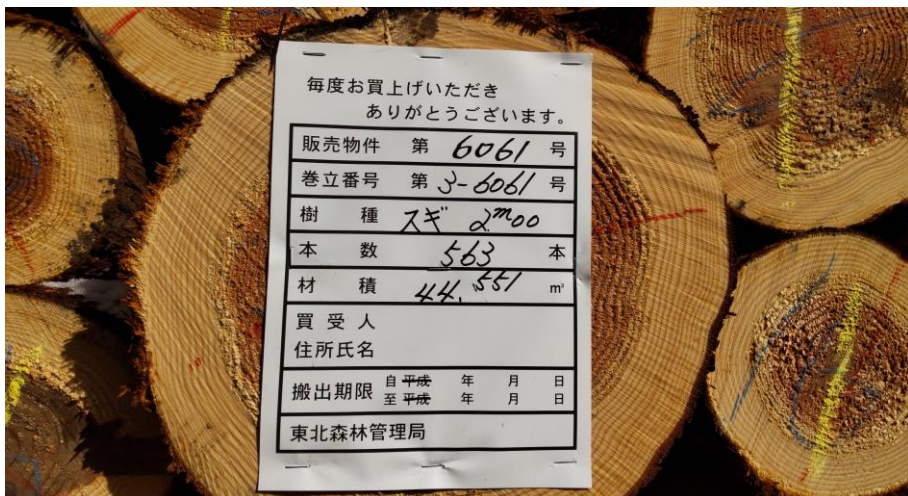 毎度お買上げいただき
ありがとうございます。
販売物件 第 6061 号
巻立番号 第 3-6061 号
樹種 スギ 2m00
本数 563 本
材積 44.551 m³
買受人
住所氏名
搬出期限 自 平成 年 月 日
至 平成 年 月 日
東北森林管理局